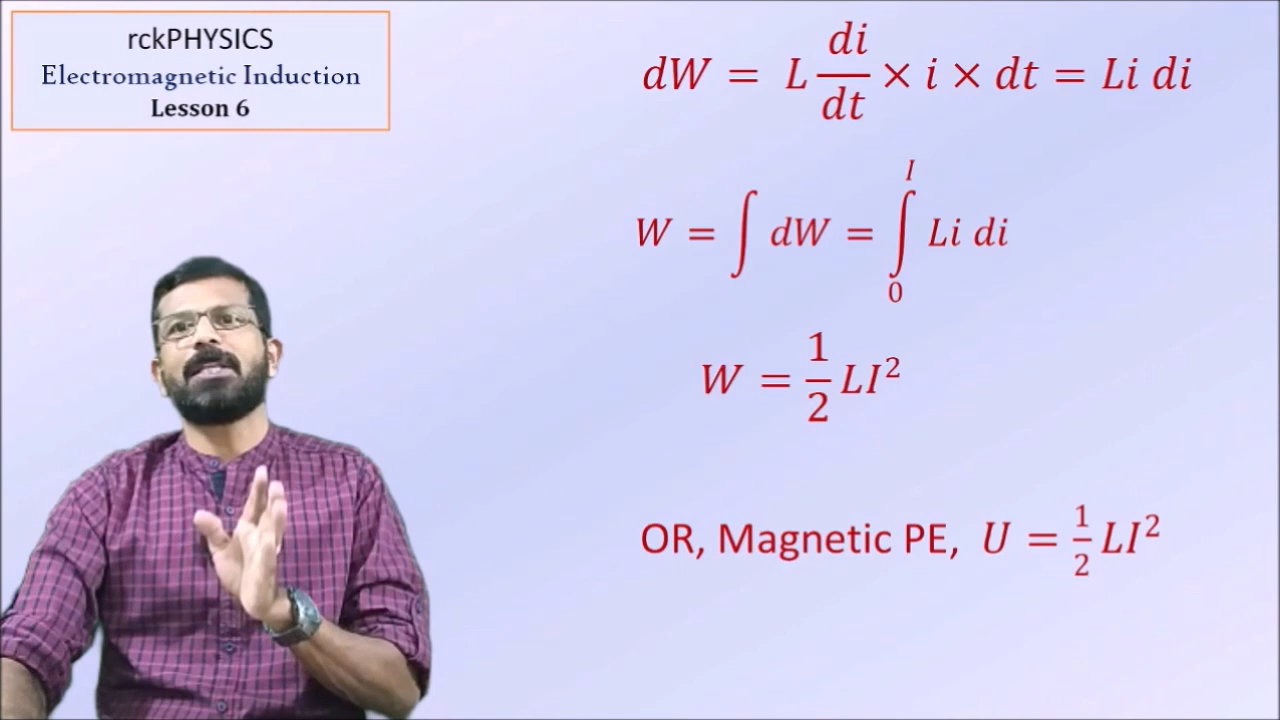 rckPHYSICS
Electromagnetic Induction
Lesson 6
dW = L di/dt × i × dt = Li di
W = ∫ dW = ∫₀ᴵ Li di
W = 1/2 LI²
OR, Magnetic PE, U = 1/2 LI²